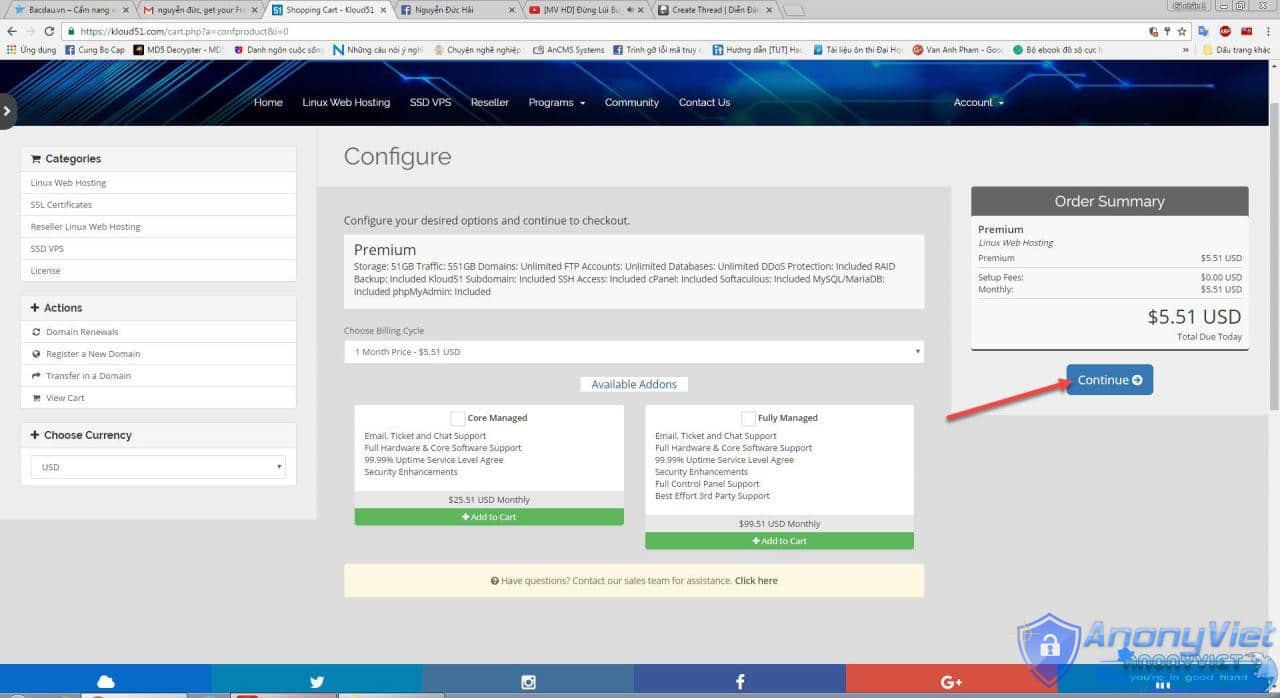 Bacdau.vn – Cẩm nang v
nguyễn đức, get your Fr
Shopping Cart - Kloud51
Nguyễn Đức Hải
[MV HD] Đừng Lùi Bư
Create Thread | Diễn Đà
https://kloud51.com/cart.php?a=confproduct&i=0
Ứng dụng
Cung Bo Cap
MD5 Decrypter - MD
Danh ngôn cuộc sống
Những câu nói ý nghĩ
Chuyện nghề nghiệp
AnCMS Systems
Trình gỡ lỗi mã truy c
Hướng dẫn [TUT] Hac
Tài liệu ôn thi Đại Họ
Van Anh Pham - Goo
Bộ ebook đồ sộ cực h
»
Dấu trang khác
Home
Linux Web Hosting
SSD VPS
Reseller
Programs
Community
Contact Us
Account
Categories
Linux Web Hosting
SSL Certificates
Reseller Linux Web Hosting
SSD VPS
License
Actions
Domain Renewals
Register a New Domain
Transfer in a Domain
View Cart
Choose Currency
USD
Configure
Configure your desired options and continue to checkout.
Premium
Storage: 51GB Traffic: 551GB Domains: Unlimited FTP Accounts: Unlimited Databases: Unlimited DDoS Protection: Included RAID
Backup: Included Kloud51 Subdomain: Included SSH Access: Included cPanel: Included Softaculous: Included MySQL/MariaDB:
Included phpMyAdmin: Included
Choose Billing Cycle
1 Month Price - $5.51 USD
Available Addons
Core Managed
Email, Ticket and Chat Support
Full Hardware & Core Software Support
99.99% Uptime Service Level Agree
Security Enhancements
$25.51 USD Monthly
Add to Cart
Fully Managed
Email, Ticket and Chat Support
Full Hardware & Core Software Support
99.99% Uptime Service Level Agree
Security Enhancements
Full Control Panel Support
Best Effort 3rd Party Support
$99.51 USD Monthly
Add to Cart
Have questions? Contact our sales team for assistance. Click here
Order Summary
Premium
Linux Web Hosting
Premium $5.51 USD
Setup Fees: $0.00 USD
Monthly: $5.51 USD
$5.51 USD
Total Due Today
Continue
G+
AnonyViet
ANONYVIET
you're in good hand